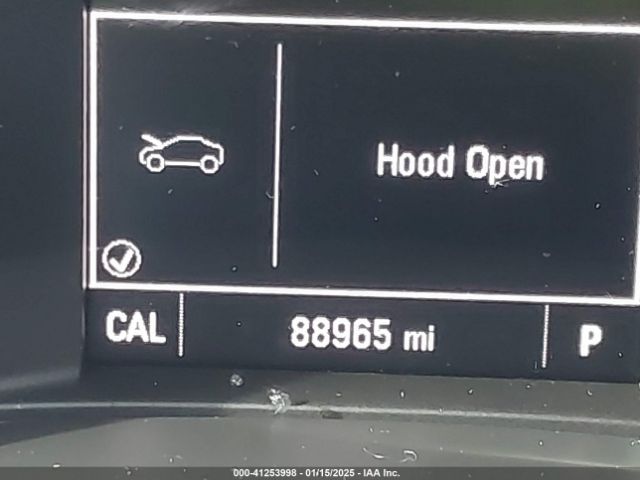 Hood Open
CAL 88965 mi P
000-41253998 - 01/15/2025 - IAA Inc.